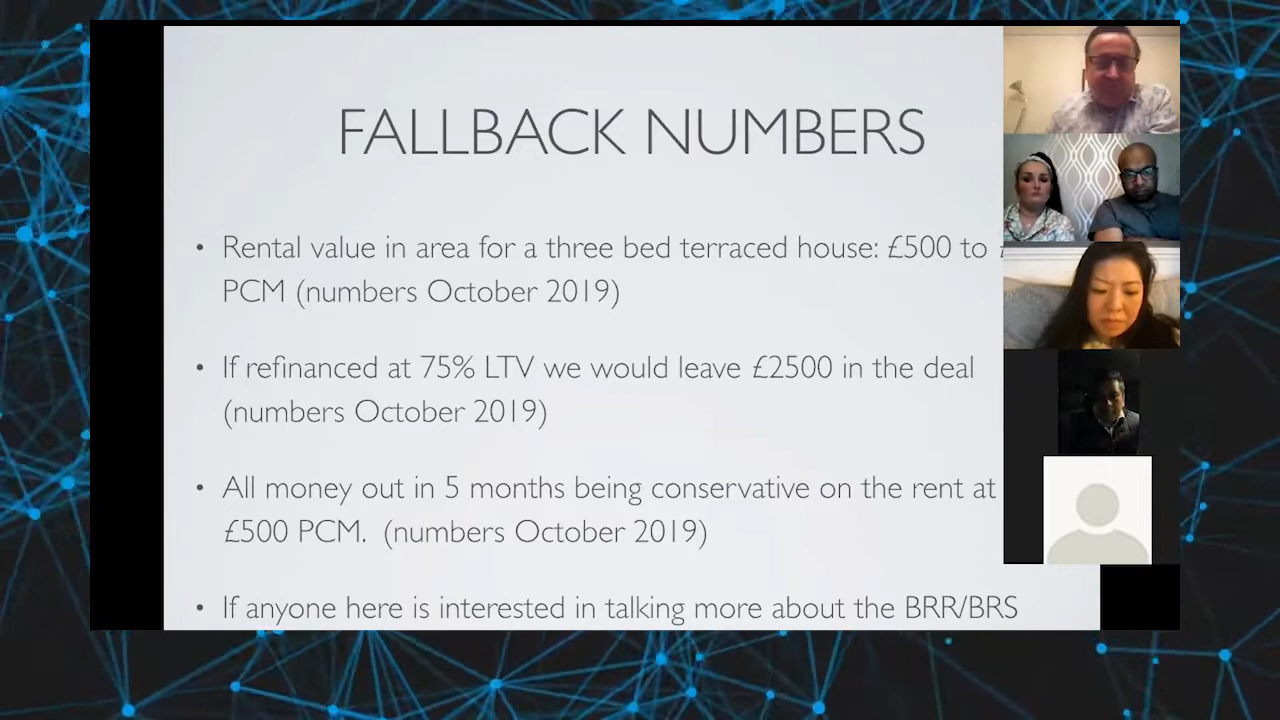 FALLBACK NUMBERS
• Rental value in area for a three bed terraced house: £500 to
PCM (numbers October 2019)
• If refinanced at 75% LTV we would leave £2500 in the deal
(numbers October 2019)
• All money out in 5 months being conservative on the rent at
£500 PCM. (numbers October 2019)
• If anyone here is interested in talking more about the BRR/BRS